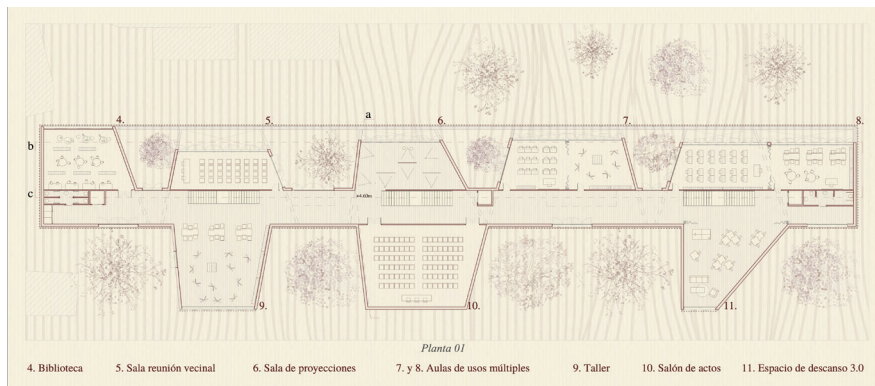 a
4.
5.
6.
7.
8.
b
c
+4.60m
9.
10.
11.
Planta 01
4. Biblioteca 5. Sala reunión vecinal 6. Sala de proyecciones 7. y 8. Aulas de usos múltiples 9. Taller 10. Salón de actos 11. Espacio de descanso 3.0